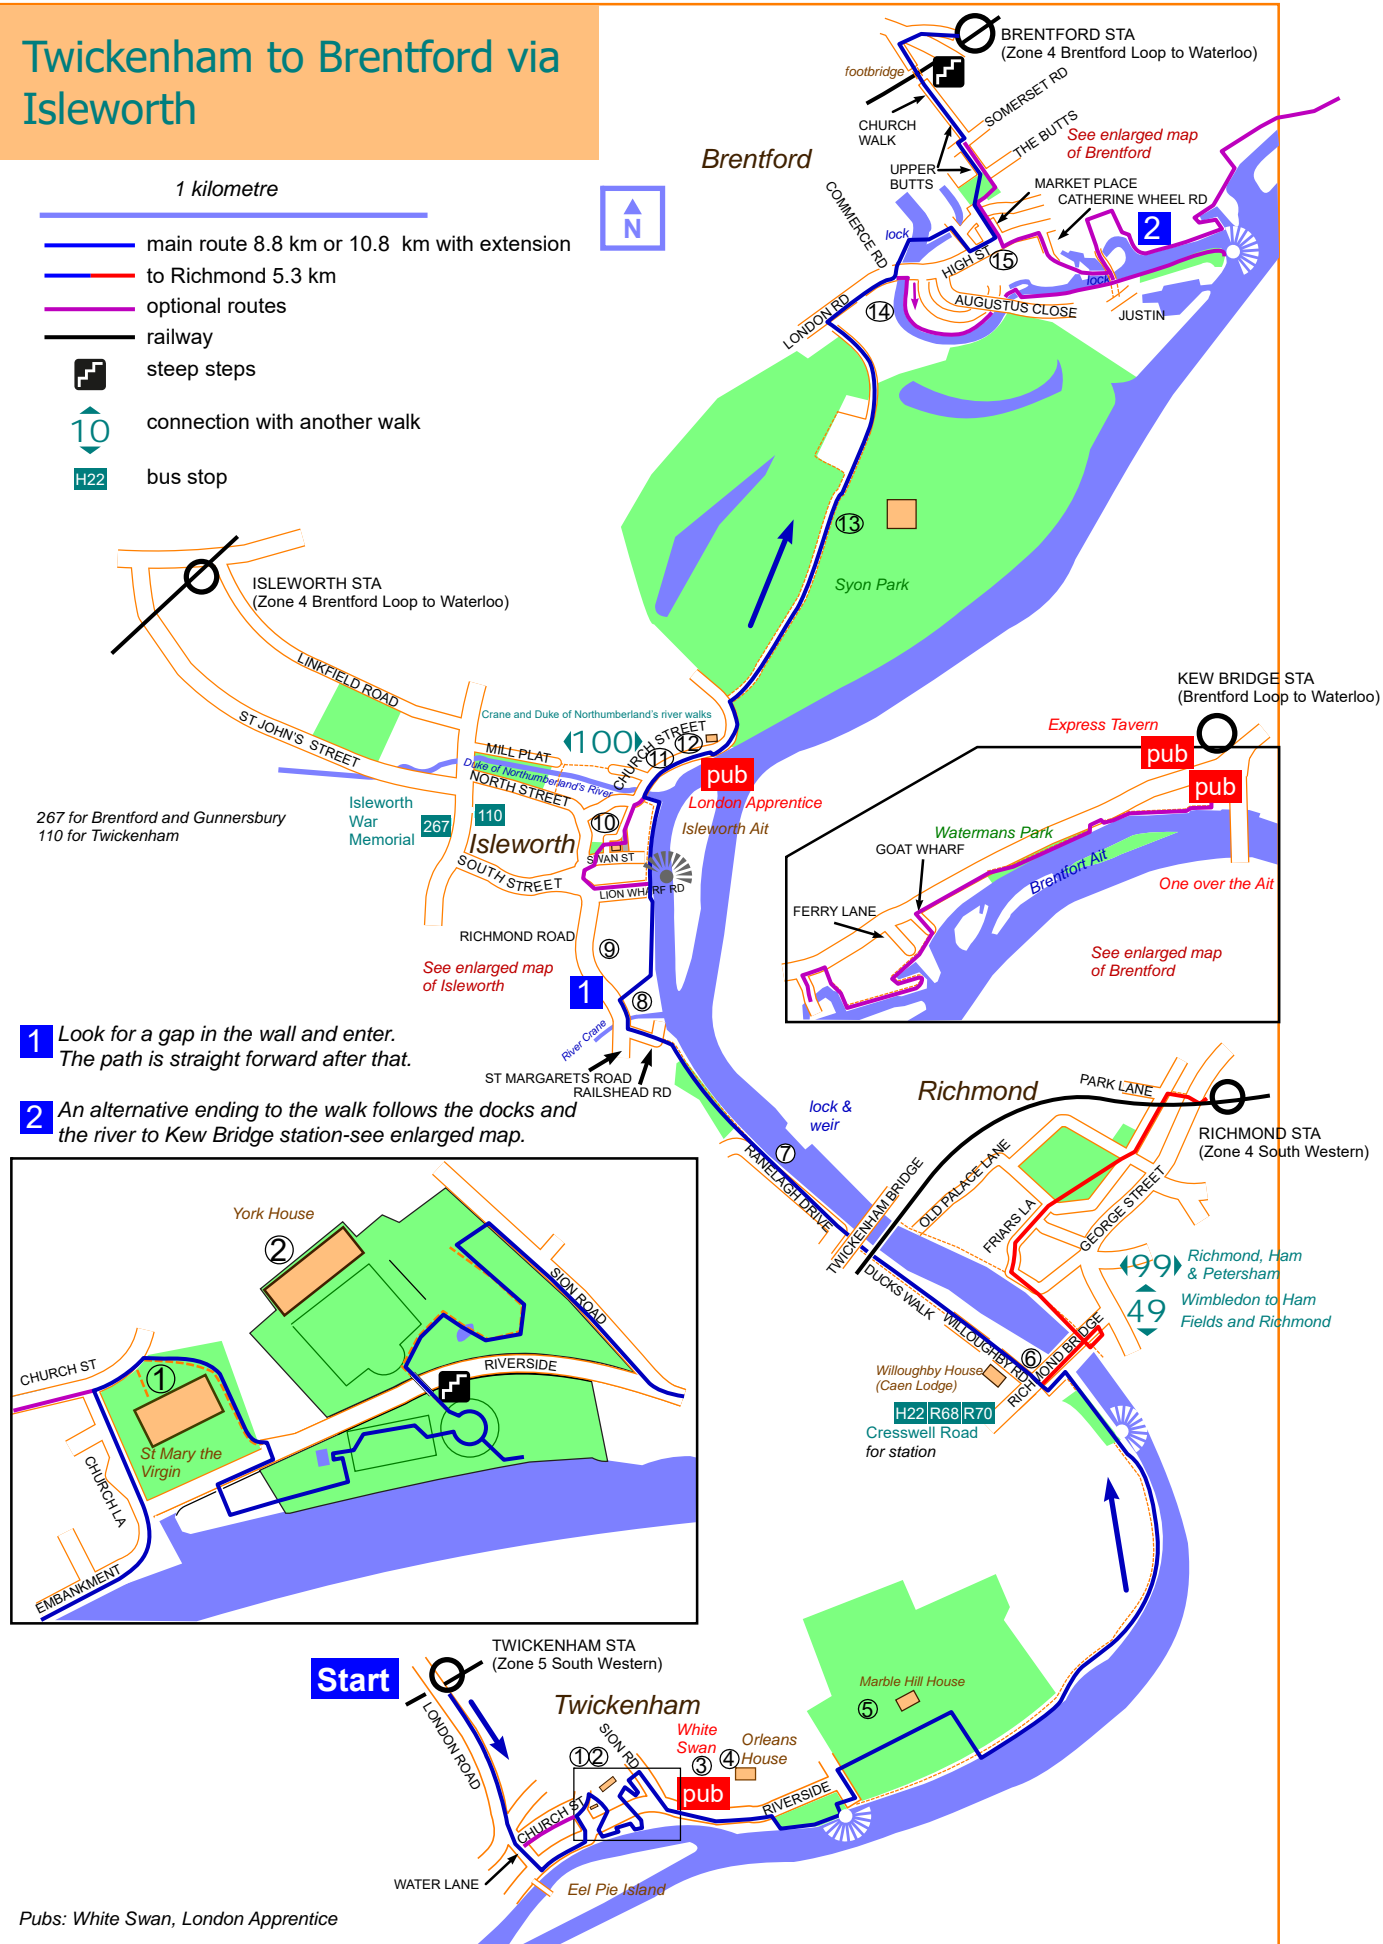 Twickenham to Brentford via
Isleworth
1 kilometre
N
main route 8.8 km or 10.8 km with extension
to Richmond 5.3 km
optional routes
railway
steep steps
10
connection with another walk
H22
bus stop
BRENTFORD STA
(Zone 4 Brentford Loop to Waterloo)
footbridge
SOMERSET RD
CHURCH
WALK
THE BUTTS
See enlarged map
of Brentford
Brentford
UPPER
BUTTS
MARKET PLACE
CATHERINE WHEEL RD
COMMERCE RD
2
lock
HIGH ST
15
lock
AUGUSTUS CLOSE
JUSTIN
14
LONDON RD
13
Syon Park
ISLEWORTH STA
(Zone 4 Brentford Loop to Waterloo)
LINKFIELD ROAD
ST JOHN'S STREET
Crane and Duke of Northumberland's river walks
100
MILL PLAT
Duke of Northumberland's River
NORTH STREET
CHURCH STREET
11
12
pub
London Apprentice
Isleworth Ait
267 for Brentford and Gunnersbury
110 for Twickenham
Isleworth
War
Memorial
267
110
Isleworth
10
SWAN ST
SOUTH STREET
LION WHARF RD
RICHMOND ROAD
9
See enlarged map
of Isleworth
1
8
River Crane
ST MARGARETS ROAD
RAILSHEAD RD
KEW BRIDGE STA
(Brentford Loop to Waterloo)
Express Tavern
pub
pub
Watermans Park
GOAT WHARF
Brentfort Ait
One over the Ait
FERRY LANE
See enlarged map
of Brentford
1
Look for a gap in the wall and enter.
The path is straight forward after that.
2
An alternative ending to the walk follows the docks and
the river to Kew Bridge station-see enlarged map.
Richmond
PARK LANE
RICHMOND STA
(Zone 4 South Western)
lock &
weir
7
RANELAGH DRIVE
TWICKENHAM BRIDGE
OLD PALACE LANE
FRIARS LA
GEORGE STREET
DUCKS WALK
WILLOUGHBY RD
99
Richmond, Ham
& Petersham
49
Wimbledon to Ham
Fields and Richmond
6
RICHMOND BRIDGE
Willoughby House
(Caen Lodge)
H22 R68 R70
Cresswell Road
for station
York House
2
SION ROAD
CHURCH ST
1
RIVERSIDE
St Mary the
Virgin
CHURCH LA
EMBANKMENT
TWICKENHAM STA
(Zone 5 South Western)
Start
LONDON ROAD
Twickenham
SION RD
White
Swan
Orleans
House
1
2
3
4
pub
Marble Hill House
5
RIVERSIDE
CHURCH ST
WATER LANE
Eel Pie Island
Pubs: White Swan, London Apprentice